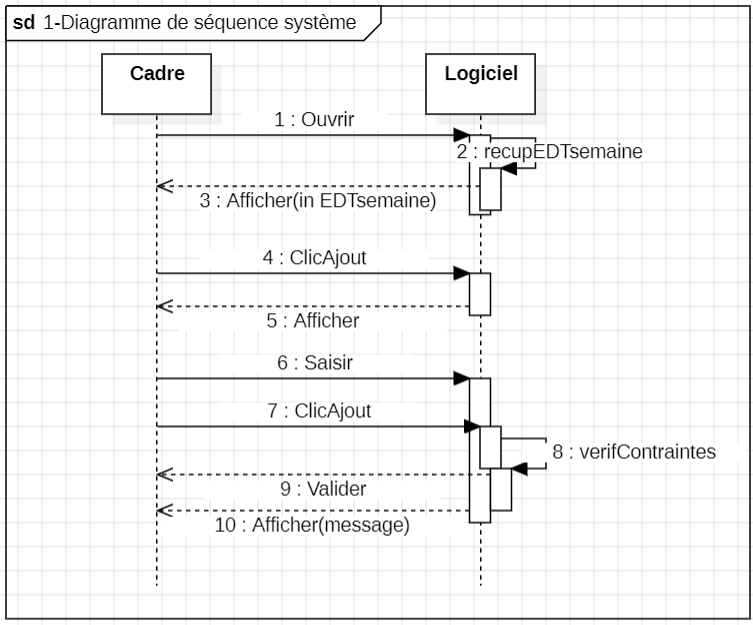 sd 1-Diagramme de séquence système
Cadre
Logiciel
1 : Ouvrir
2 : recupEDTsemaine
3 : Afficher(in EDTsemaine)
4 : ClicAjout
5 : Afficher
6 : Saisir
7 : ClicAjout
8 : verifContraintes
9 : Valider
10 : Afficher(message)